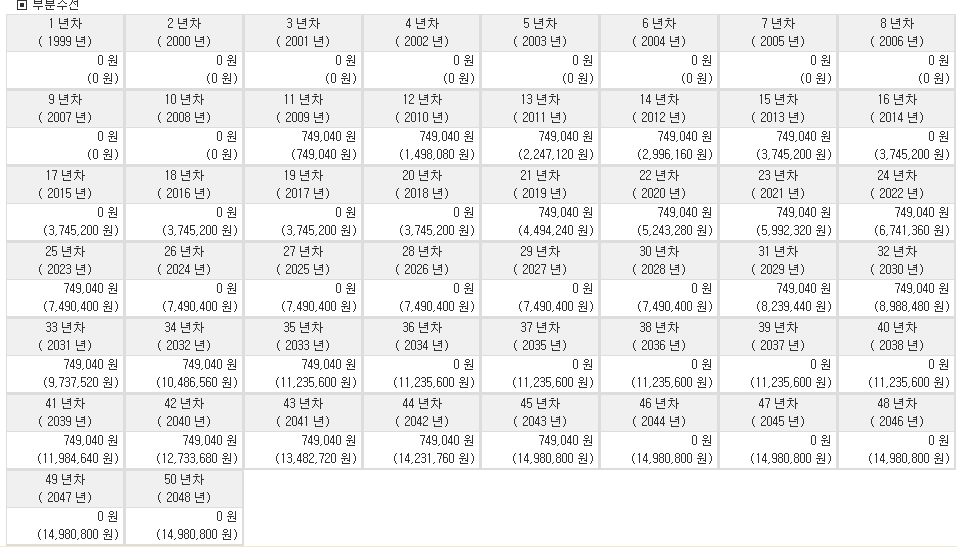 ▣ 부분수선
1 년차 2 년차 3 년차 4 년차 5 년차 6 년차 7 년차 8 년차
( 1999 년) ( 2000 년) ( 2001 년) ( 2002 년) ( 2003 년) ( 2004 년) ( 2005 년) ( 2006 년)
0 원 0 원 0 원 0 원 0 원 0 원 0 원 0 원
(0 원) (0 원) (0 원) (0 원) (0 원) (0 원) (0 원) (0 원)
9 년차 10 년차 11 년차 12 년차 13 년차 14 년차 15 년차 16 년차
( 2007 년) ( 2008 년) ( 2009 년) ( 2010 년) ( 2011 년) ( 2012 년) ( 2013 년) ( 2014 년)
0 원 0 원 749,040 원 749,040 원 749,040 원 749,040 원 749,040 원 0 원
(0 원) (0 원) (749,040 원) (1,498,080 원) (2,247,120 원) (2,996,160 원) (3,745,200 원) (3,745,200 원)
17 년차 18 년차 19 년차 20 년차 21 년차 22 년차 23 년차 24 년차
( 2015 년) ( 2016 년) ( 2017 년) ( 2018 년) ( 2019 년) ( 2020 년) ( 2021 년) ( 2022 년)
0 원 0 원 0 원 0 원 749,040 원 749,040 원 749,040 원 749,040 원
(3,745,200 원) (3,745,200 원) (3,745,200 원) (3,745,200 원) (4,494,240 원) (5,243,280 원) (5,992,320 원) (6,741,360 원)
25 년차 26 년차 27 년차 28 년차 29 년차 30 년차 31 년차 32 년차
( 2023 년) ( 2024 년) ( 2025 년) ( 2026 년) ( 2027 년) ( 2028 년) ( 2029 년) ( 2030 년)
749,040 원 0 원 0 원 0 원 0 원 0 원 749,040 원 749,040 원
(7,490,400 원) (7,490,400 원) (7,490,400 원) (7,490,400 원) (7,490,400 원) (7,490,400 원) (8,239,440 원) (8,988,480 원)
33 년차 34 년차 35 년차 36 년차 37 년차 38 년차 39 년차 40 년차
( 2031 년) ( 2032 년) ( 2033 년) ( 2034 년) ( 2035 년) ( 2036 년) ( 2037 년) ( 2038 년)
749,040 원 749,040 원 749,040 원 0 원 0 원 0 원 0 원 0 원
(9,737,520 원) (10,486,560 원) (11,235,600 원) (11,235,600 원) (11,235,600 원) (11,235,600 원) (11,235,600 원) (11,235,600 원)
41 년차 42 년차 43 년차 44 년차 45 년차 46 년차 47 년차 48 년차
( 2039 년) ( 2040 년) ( 2041 년) ( 2042 년) ( 2043 년) ( 2044 년) ( 2045 년) ( 2046 년)
749,040 원 749,040 원 749,040 원 749,040 원 749,040 원 0 원 0 원 0 원
(11,984,640 원) (12,733,680 원) (13,482,720 원) (14,231,760 원) (14,980,800 원) (14,980,800 원) (14,980,800 원) (14,980,800 원)
49 년차 50 년차
( 2047 년) ( 2048 년)
0 원 0 원
(14,980,800 원) (14,980,800 원)